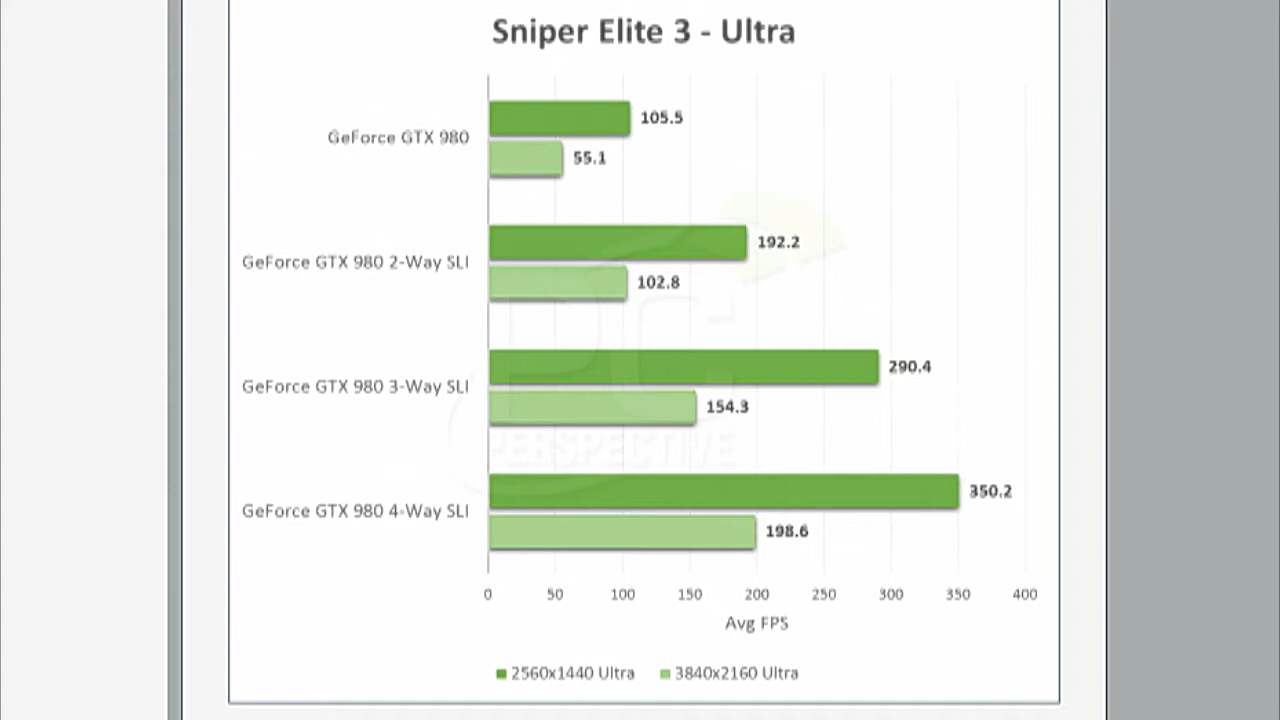 Sniper Elite 3 - Ultra
GeForce GTX 980
105.5
55.1
GeForce GTX 980 2-Way SLI
192.2
102.8
GeForce GTX 980 3-Way SLI
290.4
154.3
GeForce GTX 980 4-Way SLI
350.2
198.6
PC
PERSPECTIVE
0 50 100 150 200 250 300 350 400
Avg FPS
2560x1440 Ultra 3840x2160 Ultra